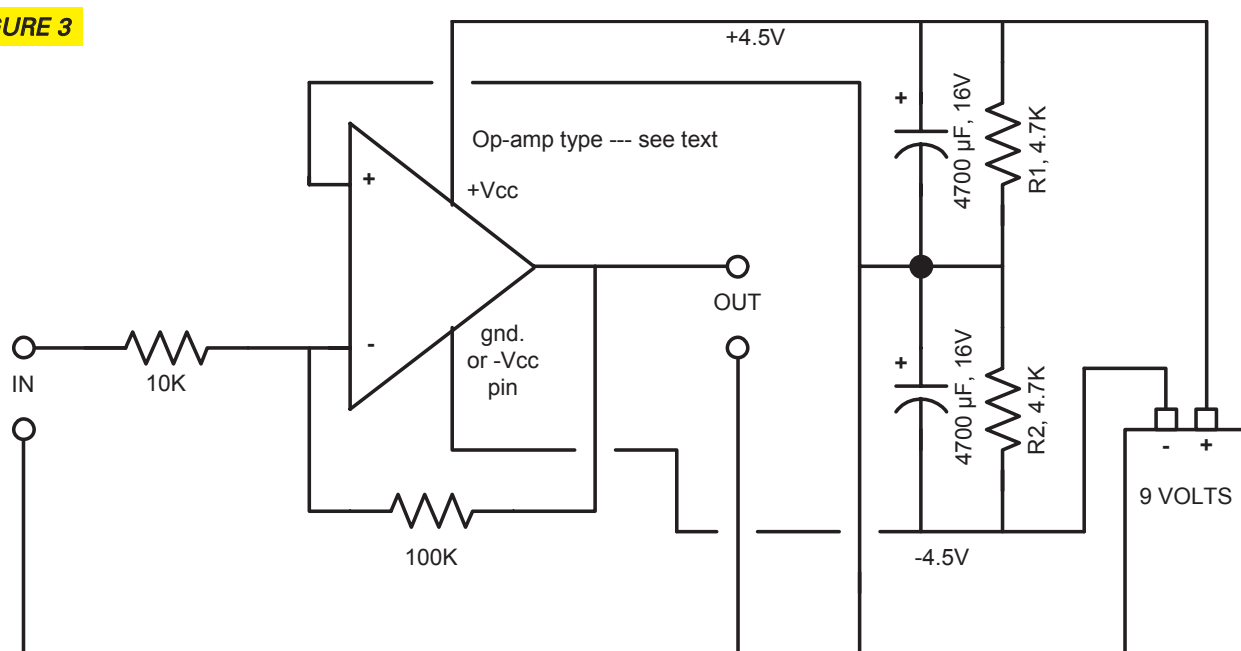 GURE 3
+4.5V
Op-amp type --- see text
+
+Vcc
+
4700 µF, 16V
R1, 4.7K
OUT
-
gnd.
or -Vcc
pin
IN
10K
+
4700 µF, 16V
R2, 4.7K
- +
9 VOLTS
100K
-4.5V